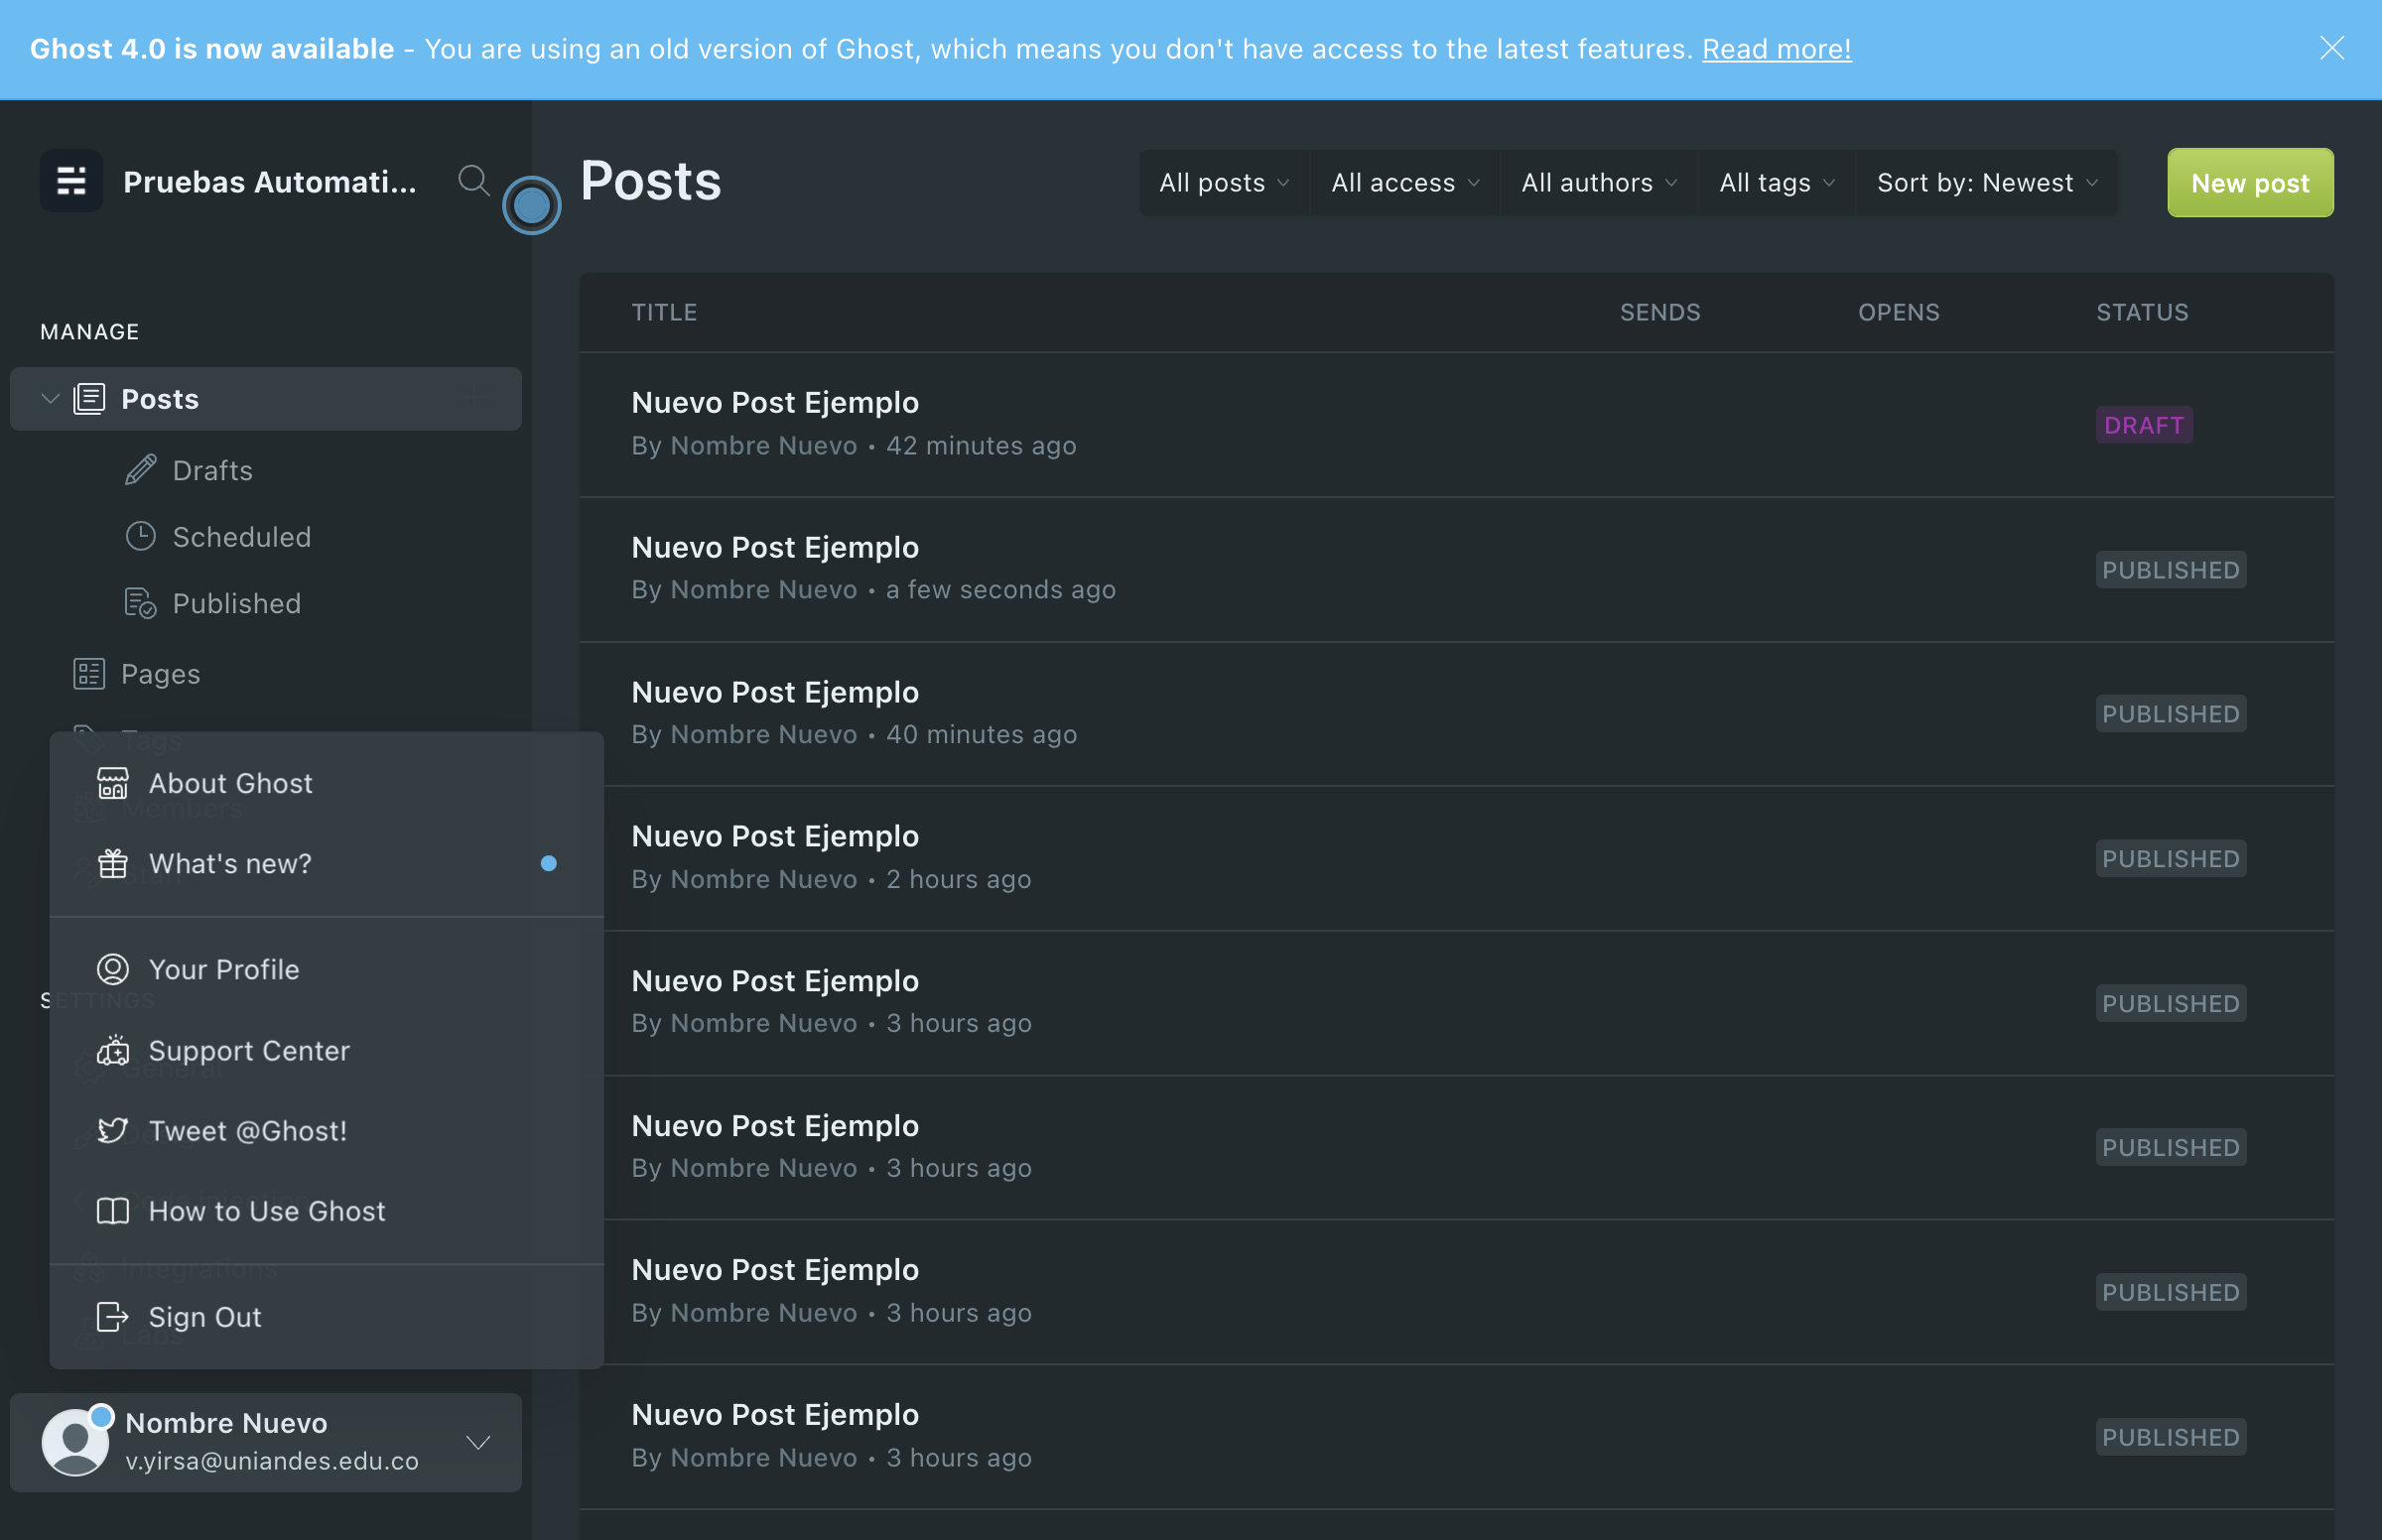 Ghost 4.0 is now available - You are using an old version of Ghost, which means you don't have access to the latest features. Read more!
Pruebas Automati...
MANAGE
Posts
Drafts
Scheduled
Published
Pages
Tags
Members
About Ghost
What's new?
Your Profile
SETTINGS
Support Center
General
Tweet @Ghost!
How to Use Ghost
Integrations
Sign Out
Labs
Nombre Nuevo
v.yirsa@uniandes.edu.co
Posts
All posts
All access
All authors
All tags
Sort by: Newest
New post
TITLE SENDS OPENS STATUS
Nuevo Post Ejemplo
By Nombre Nuevo • 42 minutes ago
DRAFT
Nuevo Post Ejemplo
By Nombre Nuevo • a few seconds ago
PUBLISHED
Nuevo Post Ejemplo
By Nombre Nuevo • 40 minutes ago
PUBLISHED
Nuevo Post Ejemplo
By Nombre Nuevo • 2 hours ago
PUBLISHED
Nuevo Post Ejemplo
By Nombre Nuevo • 3 hours ago
PUBLISHED
Nuevo Post Ejemplo
By Nombre Nuevo • 3 hours ago
PUBLISHED
Nuevo Post Ejemplo
By Nombre Nuevo • 3 hours ago
PUBLISHED
Nuevo Post Ejemplo
By Nombre Nuevo • 3 hours ago
PUBLISHED